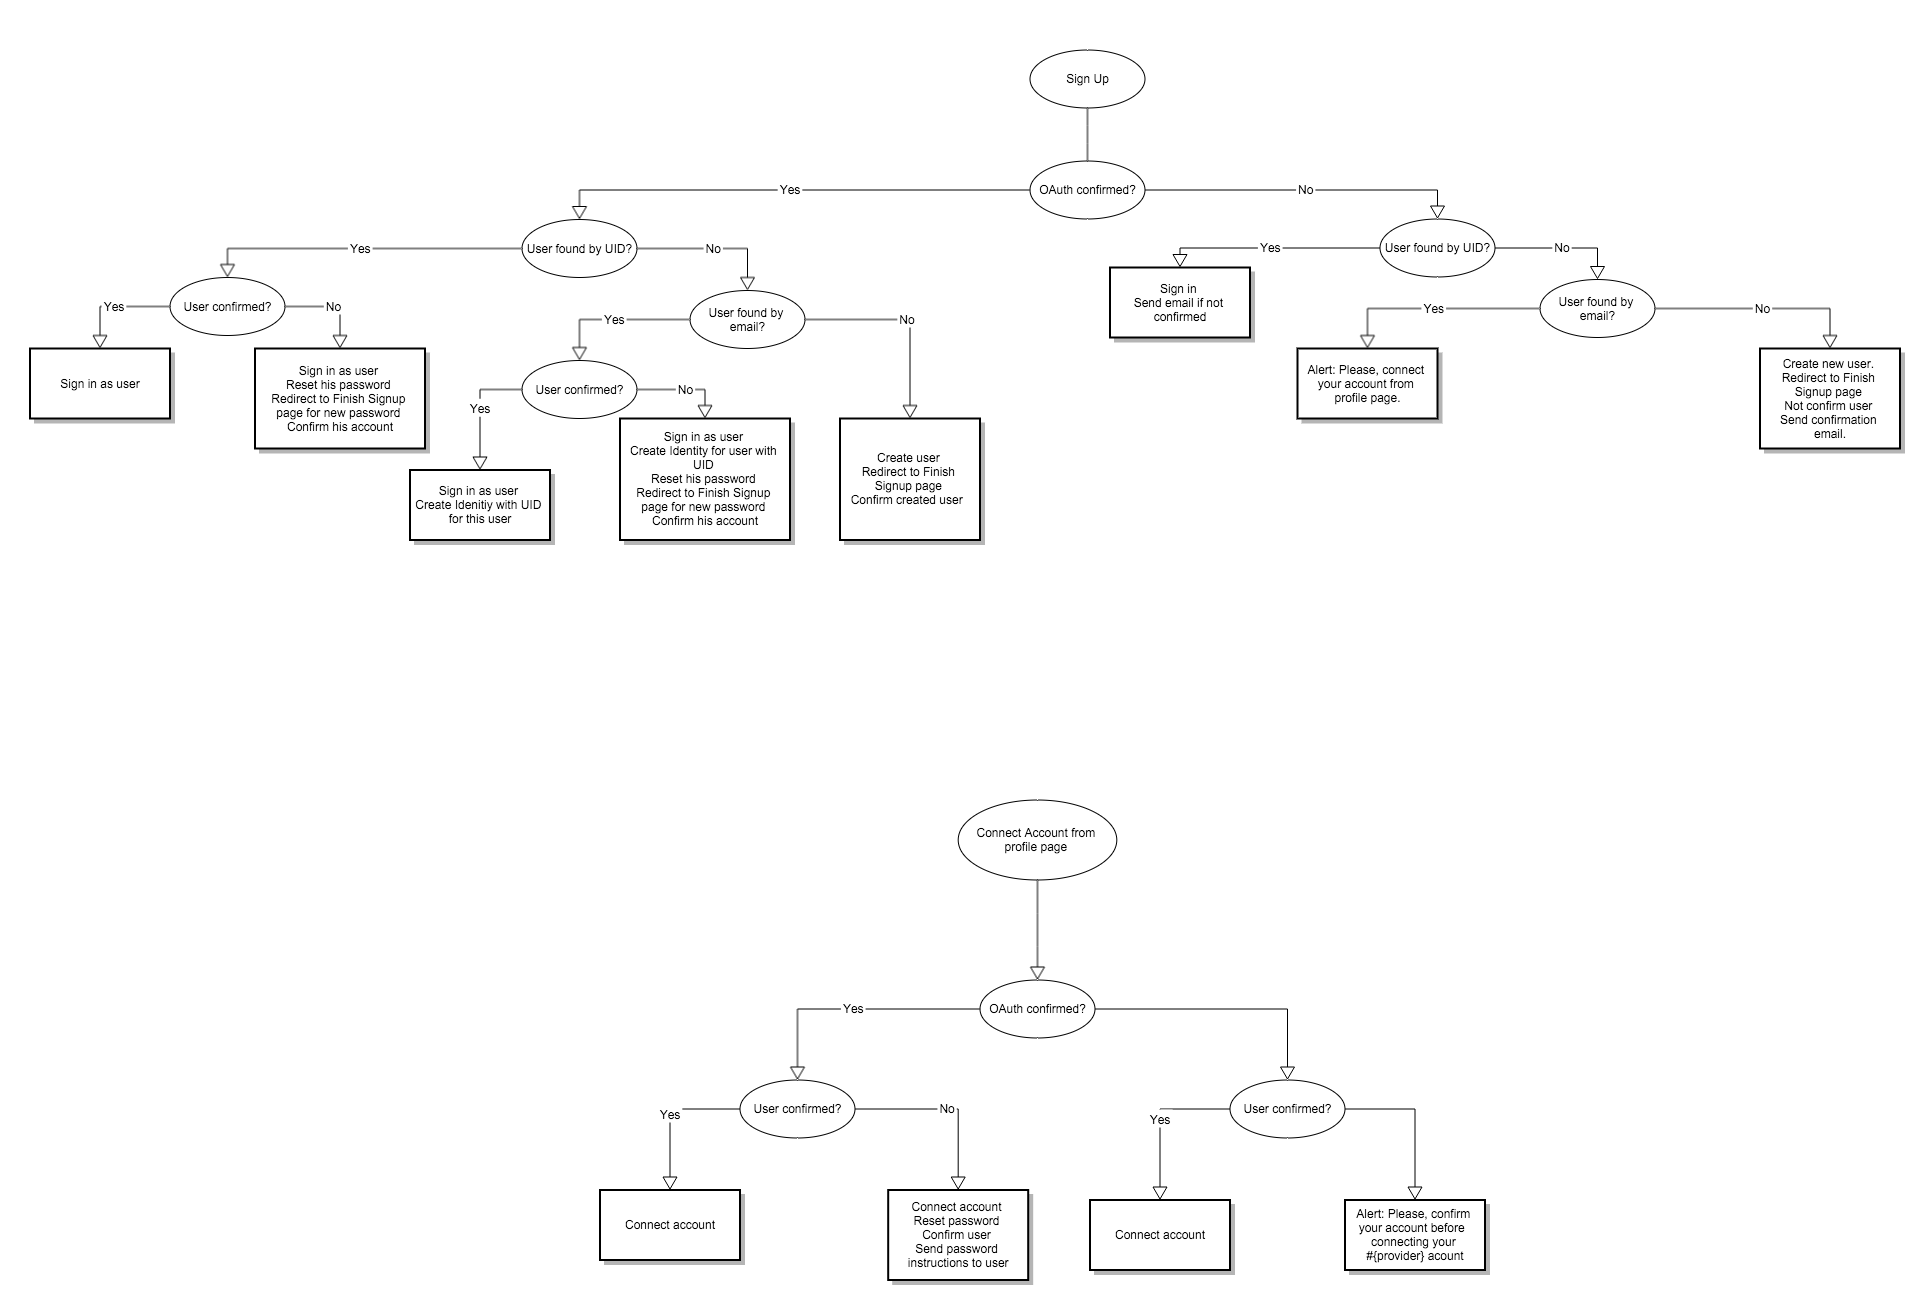 Sign Up
OAuth confirmed?
Yes
No
User found by UID?
Yes
No
User found by UID?
Yes
No
User confirmed?
Yes
No
User found by
email?
Yes
No
User found by
email?
Yes
No
Sign in
Send email if not
confirmed
Sign in as user
Sign in as user
Reset his password
Redirect to Finish Signup
page for new password
Confirm his account
User confirmed?
Yes
No
Alert: Please, connect
your account from
profile page.
Create new user.
Redirect to Finish
Signup page
Not confirm user
Send confirmation
email.
Sign in as user
Create Idenitiy with UID
for this user
Sign in as user
Create Identity for user with
UID
Reset his password
Redirect to Finish Signup
page for new password
Confirm his account
Create user
Redirect to Finish
Signup page
Confirm created user
Connect Account from
profile page
OAuth confirmed?
Yes
User confirmed?
Yes
No
User confirmed?
Yes
Connect account
Connect account
Reset password
Confirm user
Send password
instructions to user
Connect account
Alert: Please, confirm
your account before
connecting your
#{provider} acount